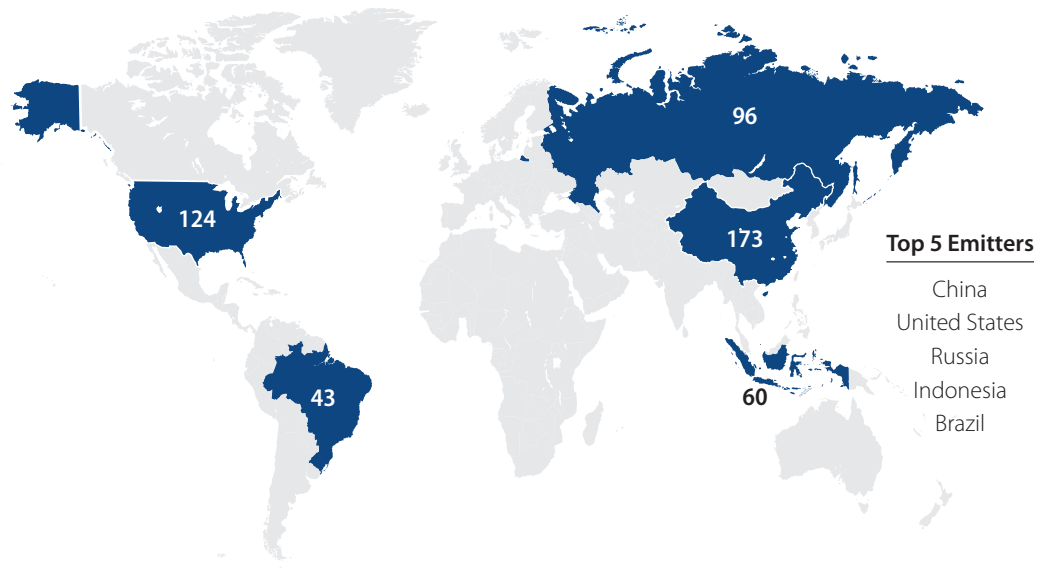 96
124
173
Top 5 Emitters
China
United States
Russia
Indonesia
Brazil
43
60